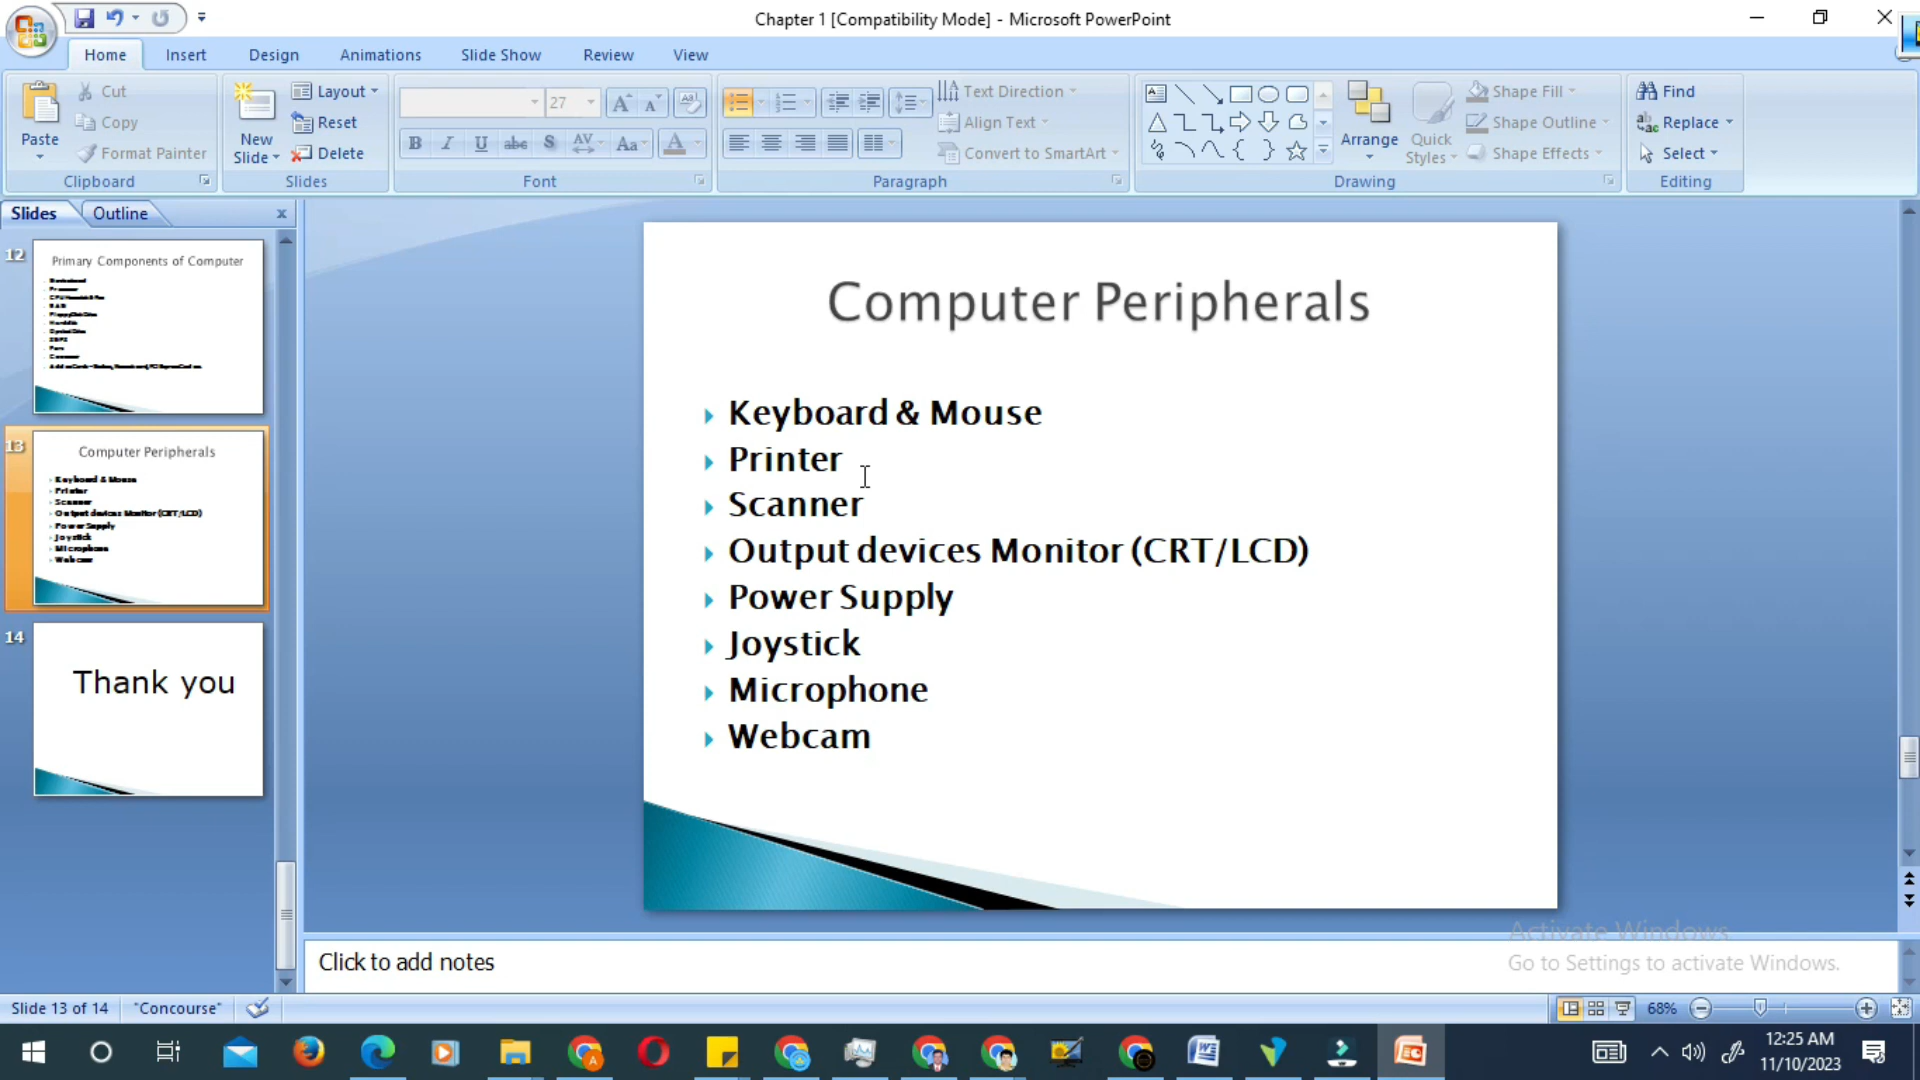 Chapter 1 [Compatibility Mode] - Microsoft PowerPoint
Home Insert Design Animations Slide Show Review View
Paste
Cut
Copy
Format Painter
Clipboard
New Slide
Layout
Reset
Delete
Slides
27
Font
Paragraph
Text Direction
Align Text
Convert to SmartArt
Arrange
Quick Styles
Shape Fill
Shape Outline
Shape Effects
Drawing
Find
Replace
Select
Editing
Slides Outline
12
Primary Components of Computer
13
Computer Peripherals
Keyboard & Mouse
Printer
Scanner
Output devices Monitor (CRT/LCD)
Power Supply
Joystick
Microphone
Webcam
14
Thank you
Computer Peripherals
Keyboard & Mouse
Printer
Scanner
Output devices Monitor (CRT/LCD)
Power Supply
Joystick
Microphone
Webcam
Click to add notes
Activate Windows
Go to Settings to activate Windows.
Slide 13 of 14 "Concourse" 68%
12:25 AM
11/10/2023